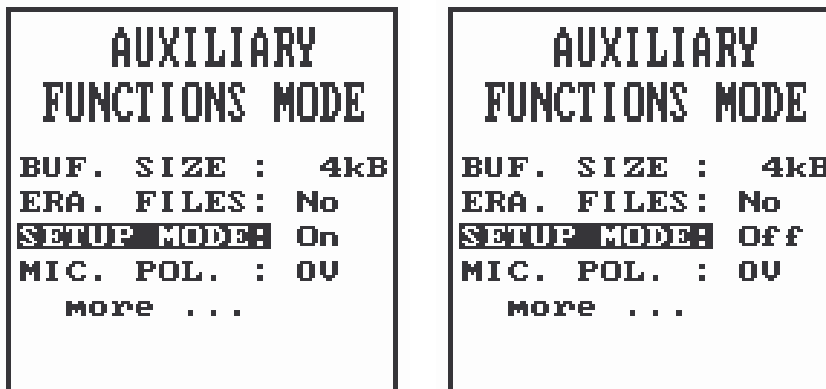 AUXILIARY
FUNCTIONS MODE
BUF. SIZE : 4kB
ERA. FILES: No
SETUP MODE: On
MIC. POL. : 0V
more ...
AUXILIARY
FUNCTIONS MODE
BUF. SIZE : 4kB
ERA. FILES: No
SETUP MODE: Off
MIC. POL. : 0V
more ...